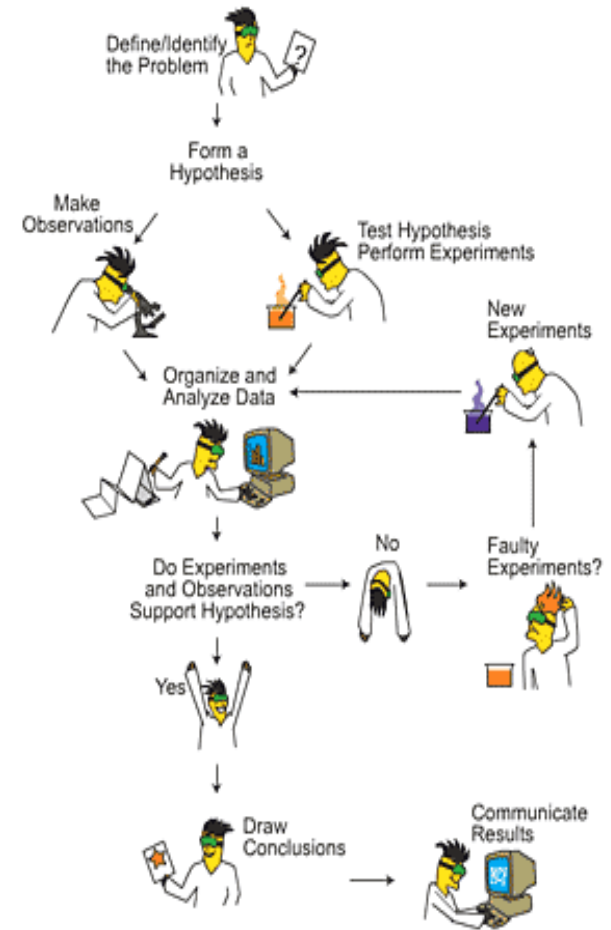 Define/Identify
the Problem
?
Form a
Hypothesis
Make
Observations
Test Hypothesis
Perform Experiments
New
Experiments
Organize and
Analyze Data
No
Faulty
Experiments?
Do Experiments
and Observations
Support Hypothesis?
Yes
Draw
Conclusions
Communicate
Results